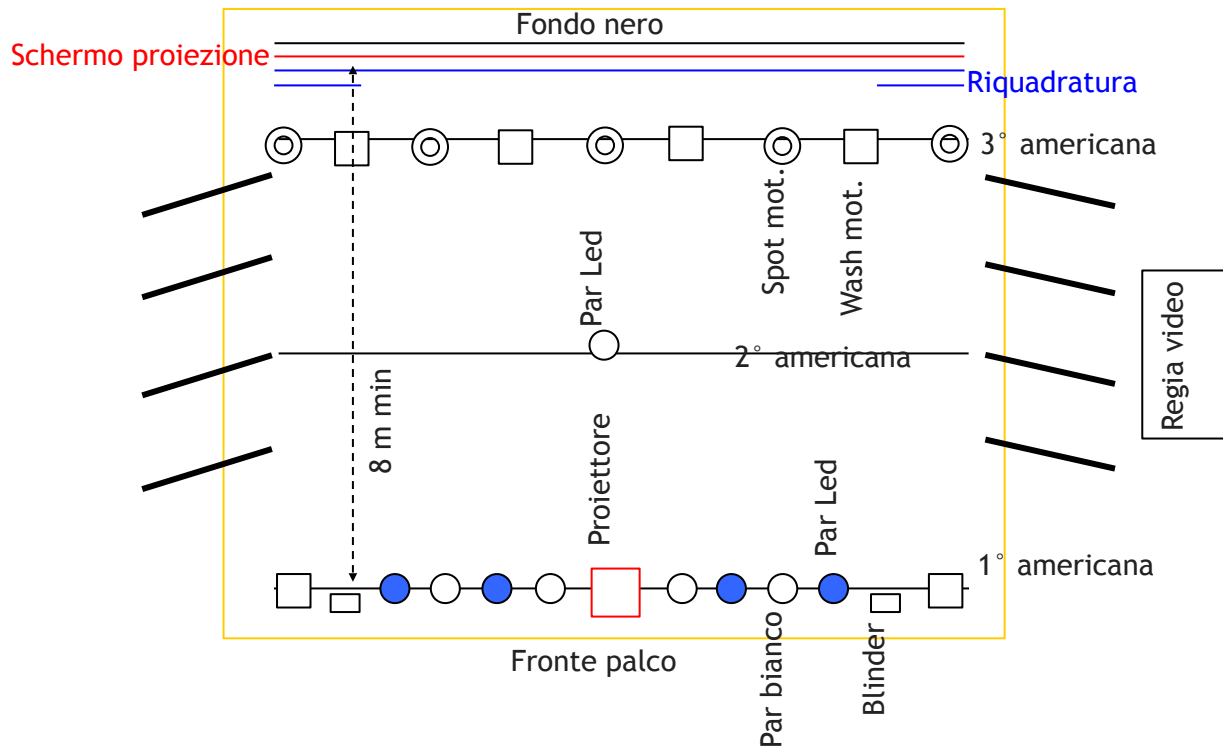 Fondo nero
Schermo proiezione
Riquadratura
3° americana
Spot mot.
Wash mot.
Par Led
2° americana
Regia video
8 m min
Proiettore
Par Led
1° americana
Fronte palco
Par bianco
Blinder